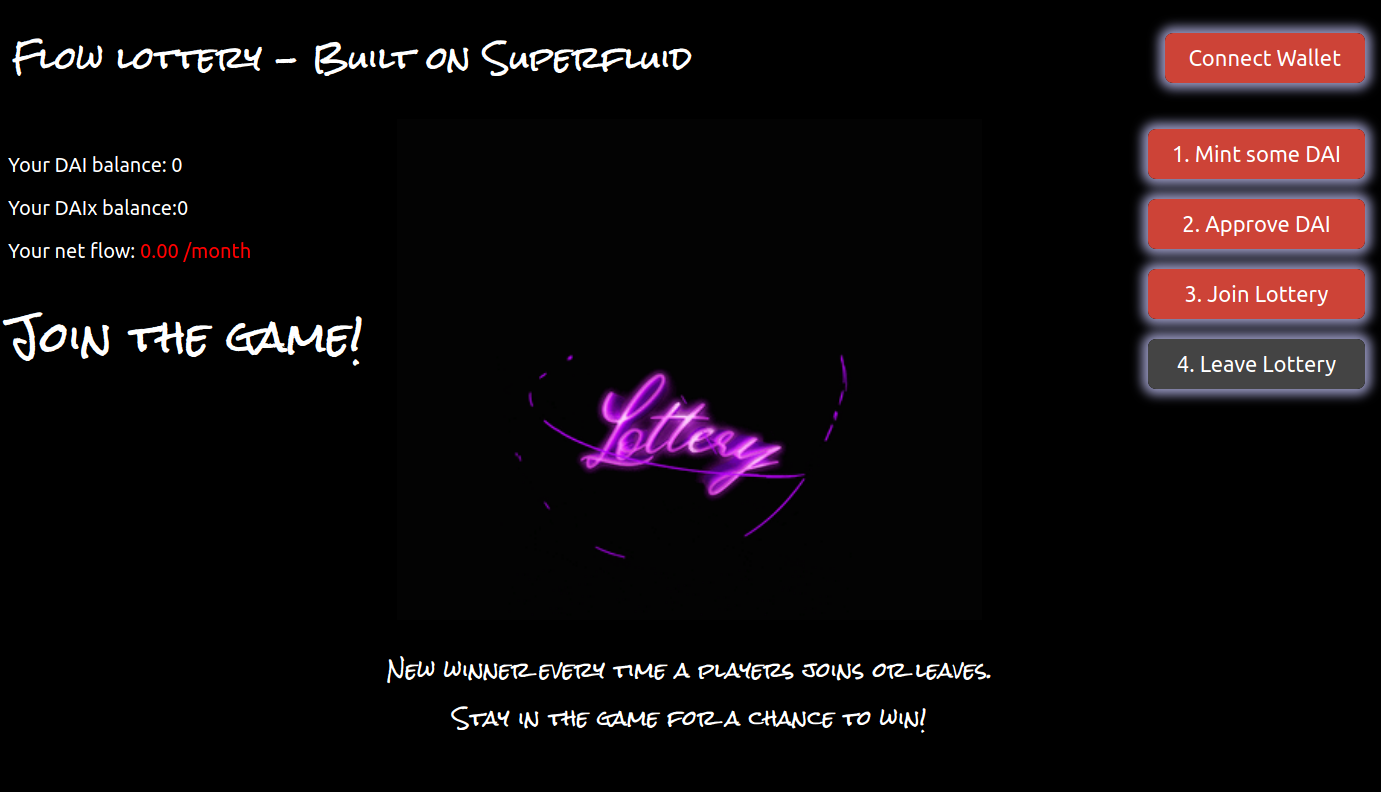 Flow lottery - Built on Superfluid
Connect Wallet
Your DAI balance: 0
Your DAIx balance:0
Your net flow: 0.00 /month
Join the game!
1. Mint some DAI
2. Approve DAI
3. Join Lottery
4. Leave Lottery
Lottery
New winner every time a players joins or leaves.
Stay in the game for a chance to win!